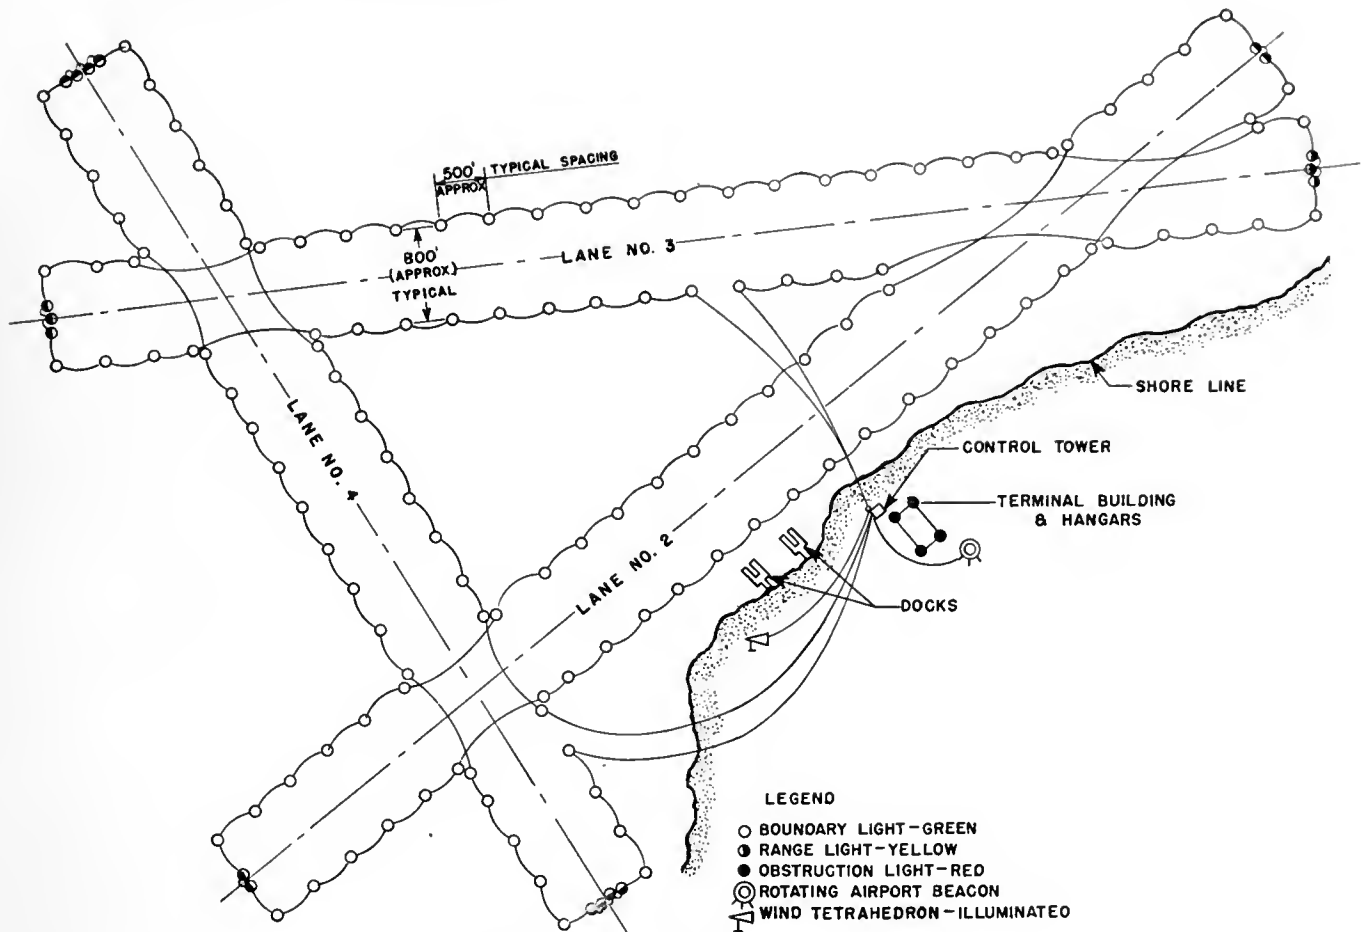 500'
APPROX
TYPICAL SPACING
800'
(APPROX)
TYPICAL
LANE NO. 3
LANE NO. 4
LANE NO. 2
SHORE LINE
CONTROL TOWER
TERMINAL BUILDING
& HANGARS
DOCKS
LEGEND
BOUNDARY LIGHT-GREEN
RANGE LIGHT-YELLOW
OBSTRUCTION LIGHT-RED
ROTATING AIRPORT BEACON
WIND TETRAHEDRON-ILLUMINATED